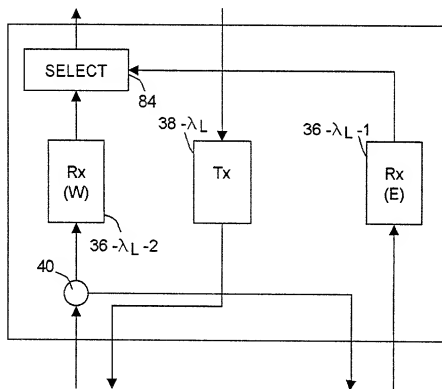 SELECT
84
38-λL
36-λL-1
Rx
(W)
Tx
Rx
(E)
36-λL-2
40